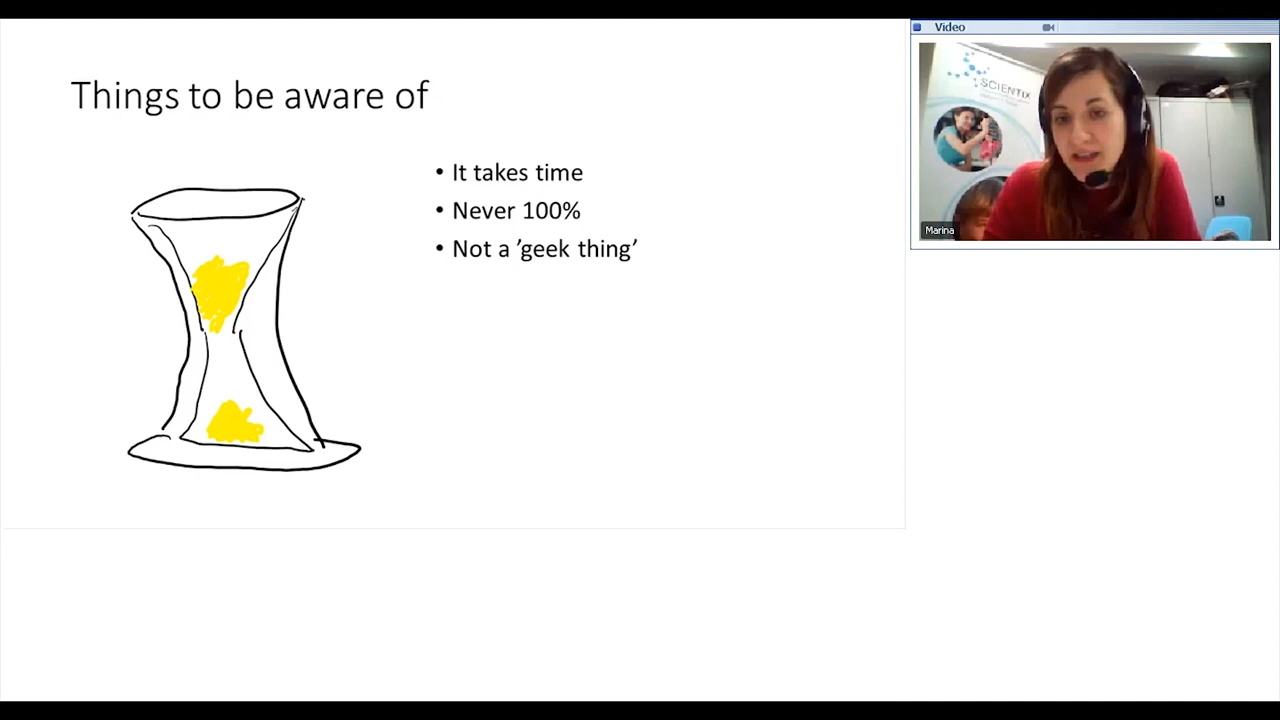 Things to be aware of
• It takes time
• Never 100%
• Not a ’geek thing’
Video
SCIENTIX
Marina